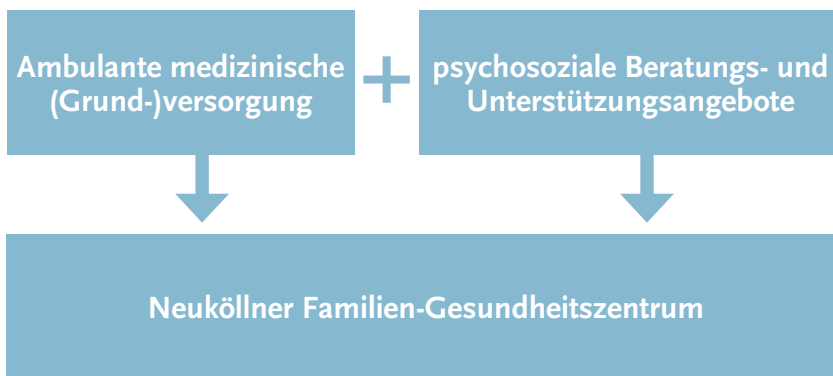 Ambulante medizinische
(Grund-)versorgung
+
psychosoziale Beratungs- und
Unterstützungsangebote
Neuköllner Familien-Gesundheitszentrum